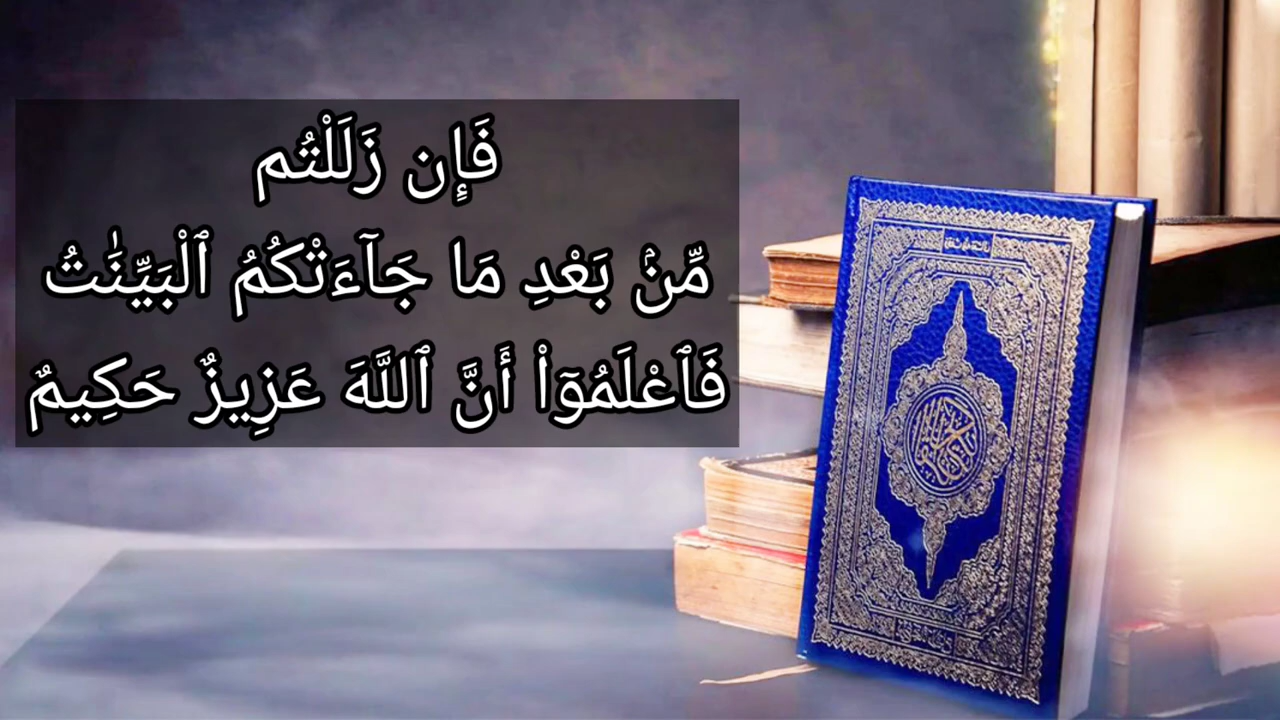 فَإِن زَلَلْتُم
مِّنۢ بَعْدِ مَا جَآءَتْكُمُ ٱلْبَيِّنَٰتُ
فَٱعْلَمُوٓا۟ أَنَّ ٱللَّهَ عَزِيزٌ حَكِيمٌ